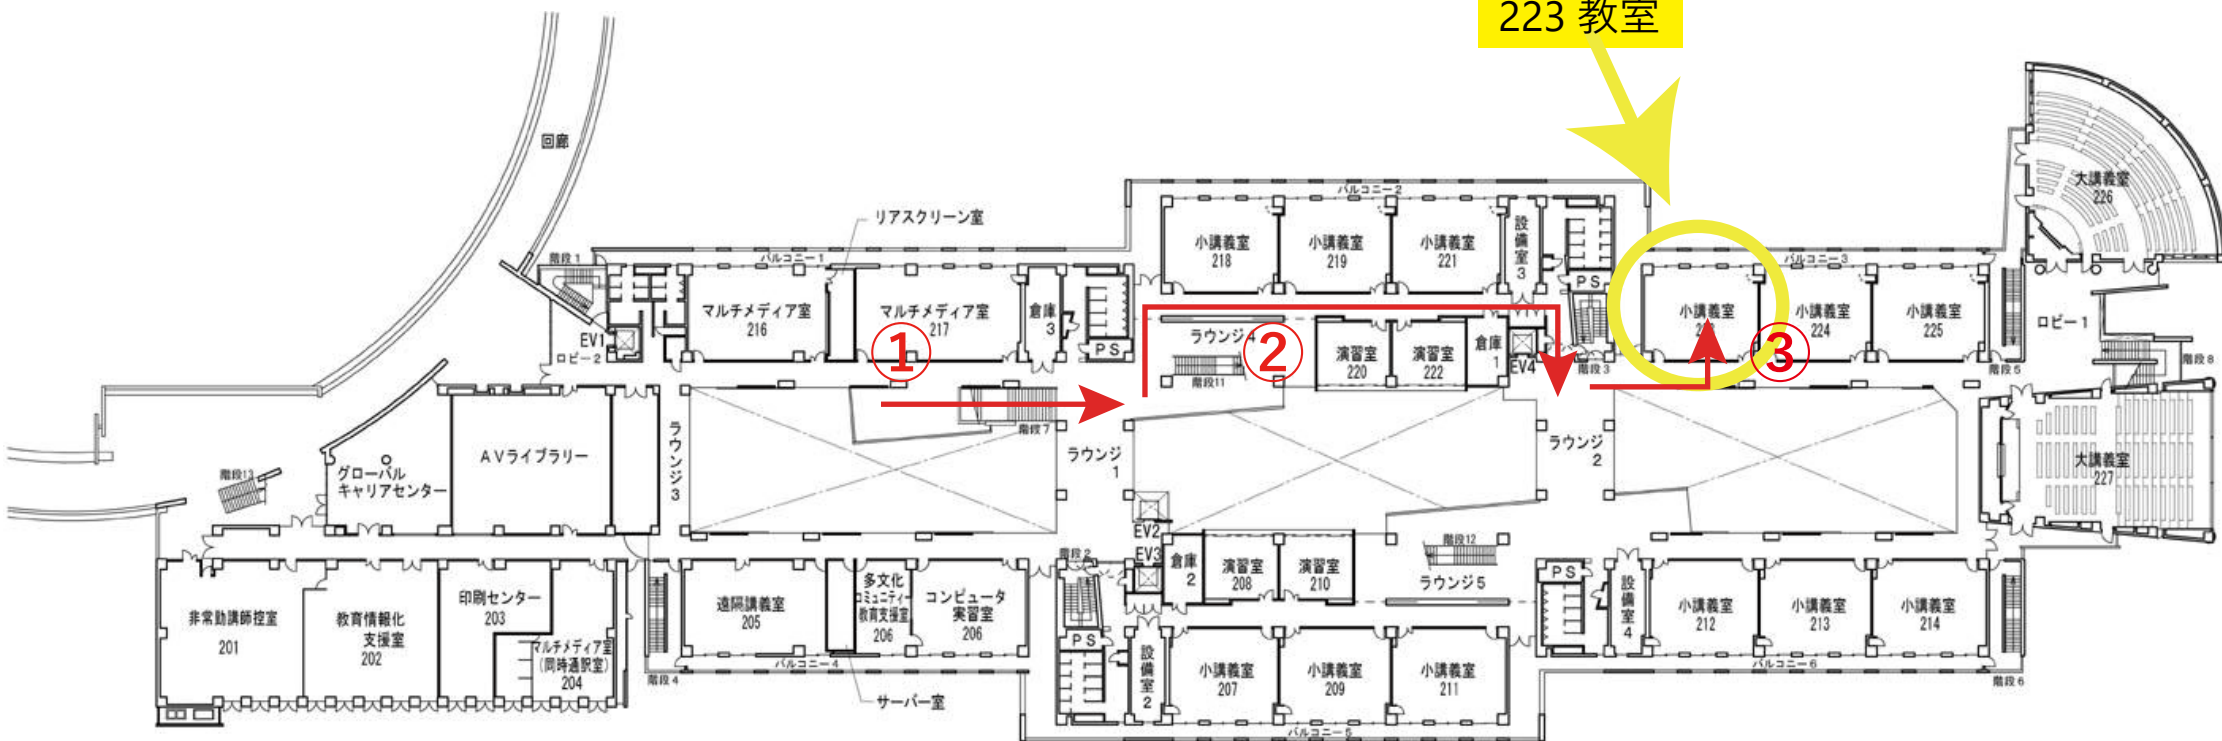 223 教室
回廊
大講義室
226
バルコニー2
リアスクリーン室
小講義室
218
小講義室
219
小講義室
221
設備室3
階段1
バルコニー1
バルコニー3
PS
マルチメディア室
216
マルチメディア室
217
倉庫
3
小講義室
小講義室
224
小講義室
225
ロビー1
EV1
ロビー2
①
PS
ラウンジ4
②
階段11
演習室
220
演習室
222
倉庫
1
EV4
階段3
③
階段5
階段8
階段7
ラウンジ3
ラウンジ
1
ラウンジ
2
AVライブラリー
グローバル
キャリアセンター
階段13
大講義室
227
EV2
EV3
階段2
倉庫
2
演習室
208
演習室
210
階段12
ラウンジ5
PS
設備室4
非常勤講師控室
201
教育情報化
支援室
202
印刷センター
203
マルチメディア室
(同時通訳室)
204
遠隔講義室
205
多文化
コミュニティー
教育支援室
206
コンピュータ
実習室
206
PS
設備室2
小講義室
207
小講義室
209
小講義室
211
小講義室
212
小講義室
213
小講義室
214
階段4
バルコニー4
サーバー室
バルコニー5
バルコニー6
階段6